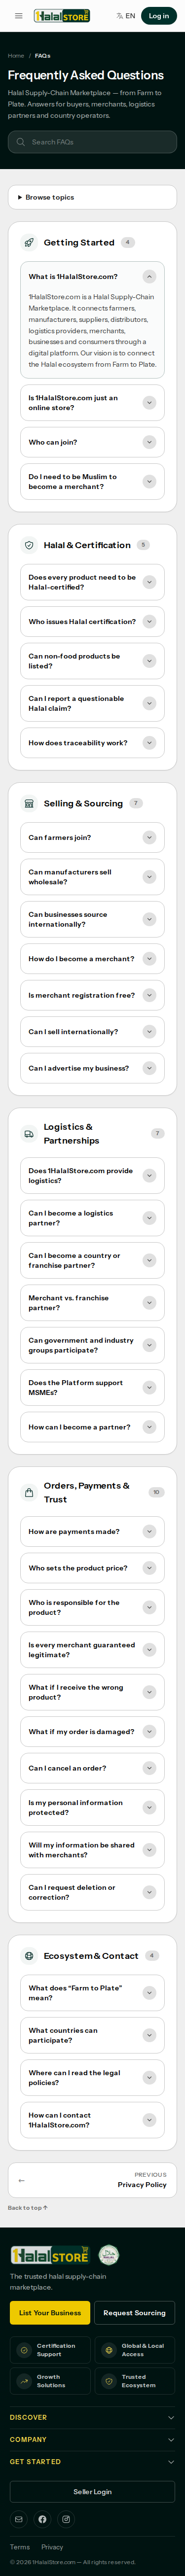 1HalalSTORE
EN
Log in
Home / FAQs
Frequently Asked Questions
Halal Supply-Chain Marketplace — from Farm to
Plate. Answers for buyers, merchants, logistics
partners and country operators.
Search FAQs
Browse topics
Getting Started 4
What is 1HalalStore.com?
1HalalStore.com is a Halal Supply-Chain
Marketplace. It connects farmers,
manufacturers, suppliers, distributors,
logistics providers, merchants,
businesses and consumers through a
digital platform. Our vision is to connect
the Halal ecosystem from Farm to Plate.
Is 1HalalStore.com just an
online store?
Who can join?
Do I need to be Muslim to
become a merchant?
Halal & Certification 5
Does every product need to be
Halal-certified?
Who issues Halal certification?
Can non-food products be
listed?
Can I report a questionable
Halal claim?
How does traceability work?
Selling & Sourcing 7
Can farmers join?
Can manufacturers sell
wholesale?
Can businesses source
internationally?
How do I become a merchant?
Is merchant registration free?
Can I sell internationally?
Can I advertise my business?
Logistics &
Partnerships
7
Does 1HalalStore.com provide
logistics?
Can I become a logistics
partner?
Can I become a country or
franchise partner?
Merchant vs. franchise
partner?
Can government and industry
groups participate?
Does the Platform support
MSMEs?
How can I become a partner?
Orders, Payments &
Trust
10
How are payments made?
Who sets the product price?
Who is responsible for the
product?
Is every merchant guaranteed
legitimate?
What if I receive the wrong
product?
What if my order is damaged?
Can I cancel an order?
Is my personal information
protected?
Will my information be shared
with merchants?
Can I request deletion or
correction?
Ecosystem & Contact 4
What does “Farm to Plate”
mean?
What countries can
participate?
Where can I read the legal
policies?
How can I contact
1HalalStore.com?
←
PREVIOUS
Privacy Policy
Back to top ↑
1HalalSTORE
The trusted halal supply-chain
marketplace.
List Your Business
Request Sourcing
Certification
Support
Global & Local
Access
Growth
Solutions
Trusted
Ecosystem
DISCOVER
COMPANY
GET STARTED
Seller Login
Terms Privacy
© 2026 1HalalStore.com — All rights reserved.